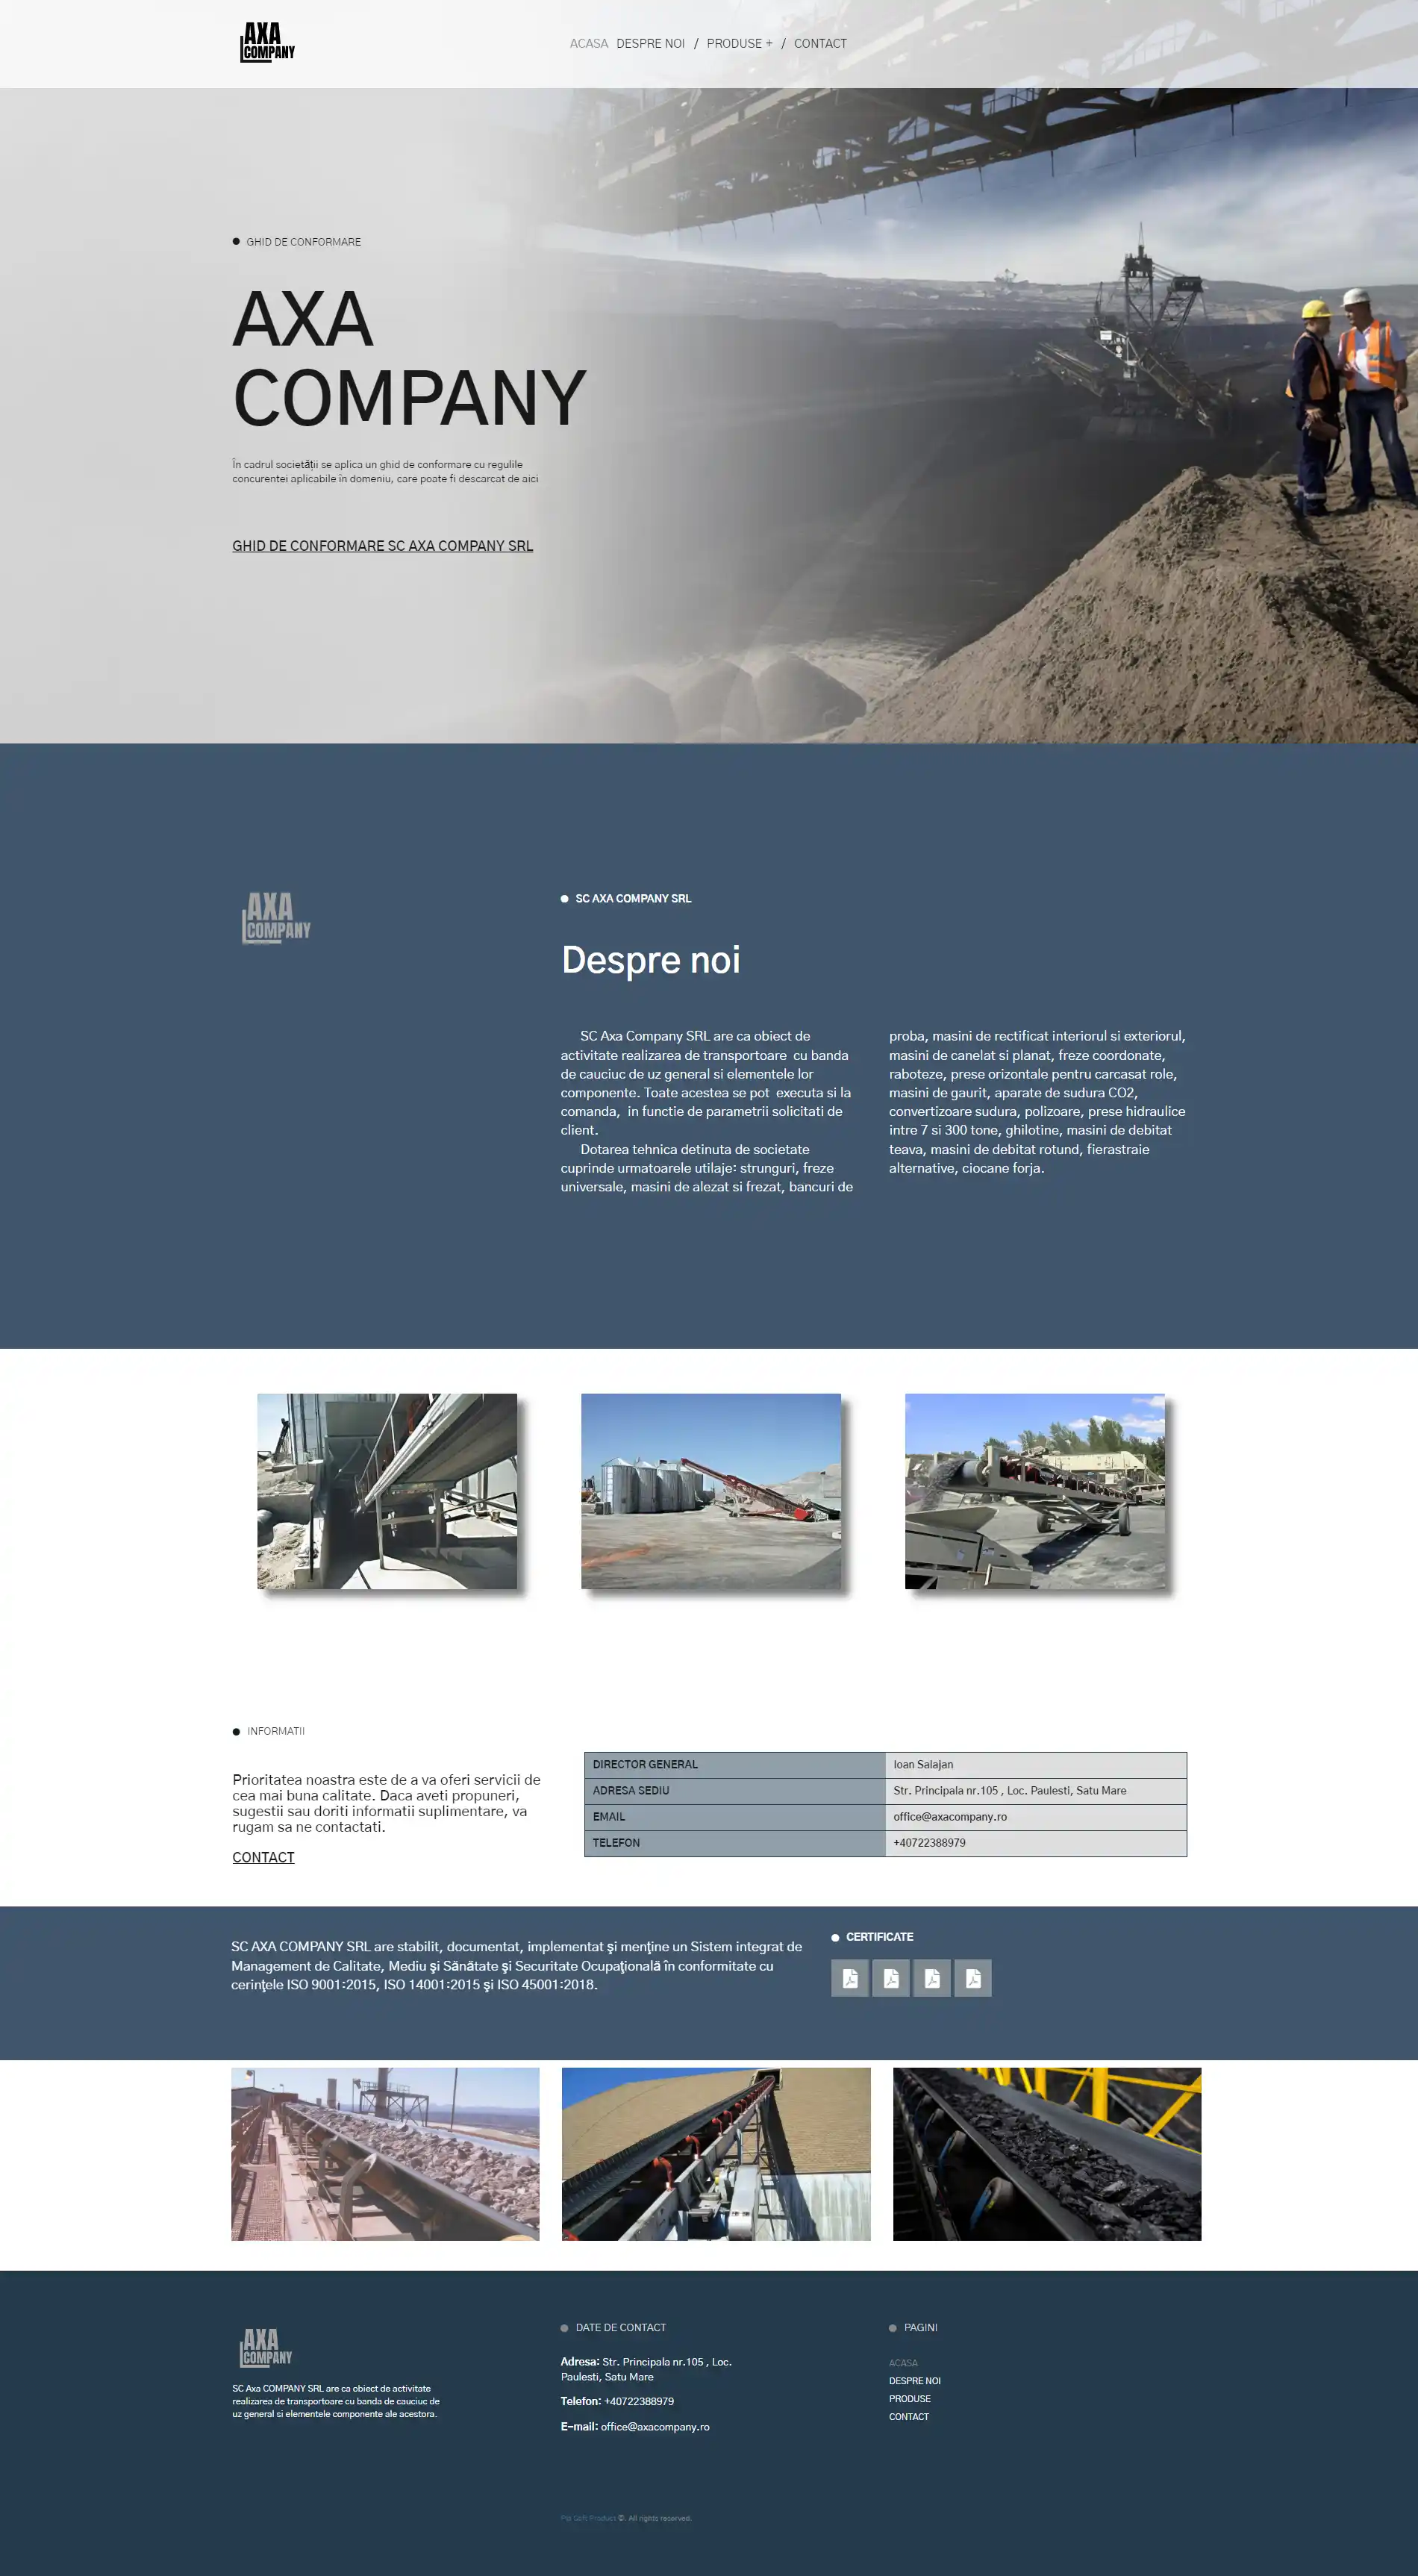 AXA
COMPANY
ACASA DESPRE NOI / PRODUSE + / CONTACT
GHID DE CONFORMARE
AXA
COMPANY
În cadrul societății se aplica un ghid de conformare cu regulile
concurentei aplicabile în domeniu, care poate fi descarcat de aici
GHID DE CONFORMARE SC AXA COMPANY SRL
AXA
COMPANY
SC AXA COMPANY SRL
Despre noi
SC Axa Company SRL are ca obiect de
activitate realizarea de transportoare cu banda
de cauciuc de uz general si elementele lor
componente. Toate acestea se pot executa si la
comanda, in functie de parametrii solicitati de
client.
Dotarea tehnica detinuta de societate
cuprinde urmatoarele utilaje: strunguri, freze
universale, masini de alezat si frezat, bancuri de
proba, masini de rectificat interiorul si exteriorul,
masini de canelat si planat, freze coordonate,
raboteze, prese orizontale pentru carcasat role,
masini de gaurit, aparate de sudura CO2,
convertizoare sudura, polizoare, prese hidraulice
intre 7 si 300 tone, ghilotine, masini de debitat
teava, masini de debitat rotund, fierastraie
alternative, ciocane forja.
INFORMATII
Prioritatea noastra este de a va oferi servicii de
cea mai buna calitate. Daca aveti propuneri,
sugestii sau doriti informatii suplimentare, va
rugam sa ne contactati.
CONTACT
DIRECTOR GENERAL Ioan Salajan
ADRESA SEDIU Str. Principala nr.105 , Loc. Paulesti, Satu Mare
EMAIL office@axacompany.ro
TELEFON +40722388979
SC AXA COMPANY SRL are stabilit, documentat, implementat şi menţine un Sistem integrat de
Management de Calitate, Mediu şi Sănătate şi Securitate Ocupaţională în conformitate cu
cerinţele ISO 9001:2015, ISO 14001:2015 şi ISO 45001:2018.
CERTIFICATE
AXA
COMPANY
SC Axa COMPANY SRL are ca obiect de activitate
realizarea de transportoare cu banda de cauciuc de
uz general si elementele componente ale acestora.
DATE DE CONTACT
Adresa: Str. Principala nr.105 , Loc.
Paulesti, Satu Mare
Telefon: +40722388979
E-mail: office@axacompany.ro
PAGINI
ACASA
DESPRE NOI
PRODUSE
CONTACT
Soft Product ©. All rights reserved.